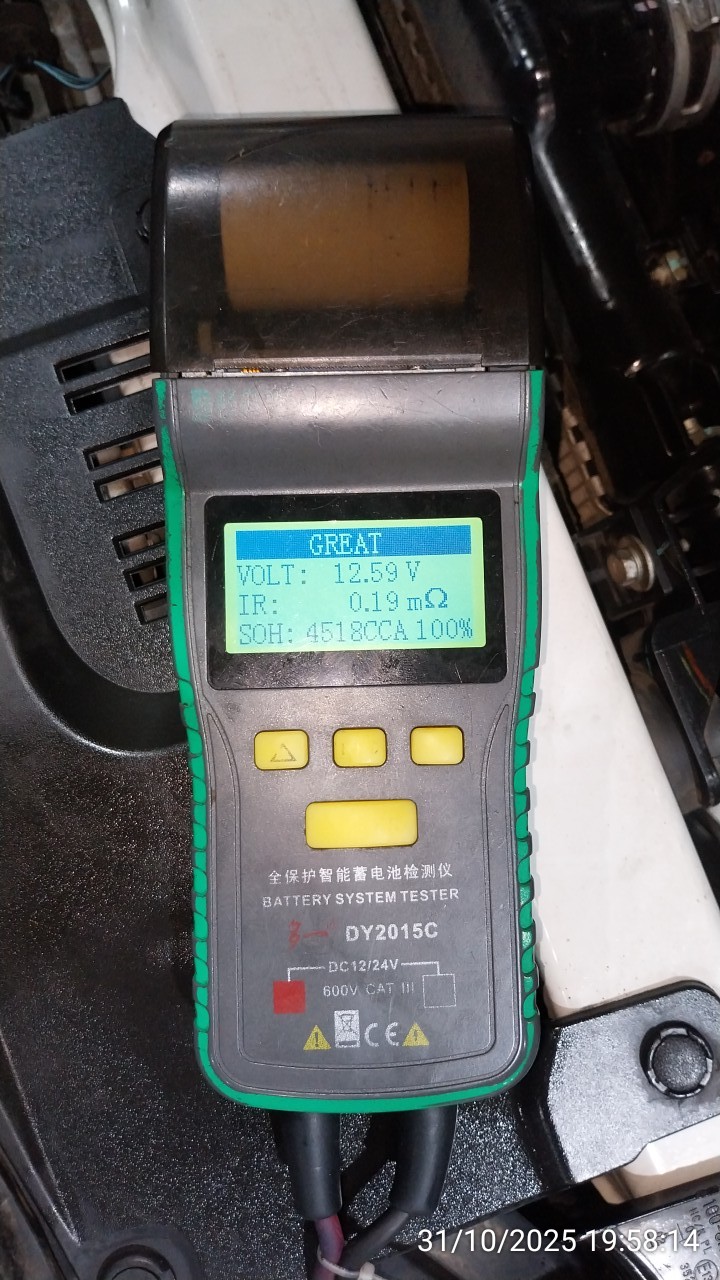 GREAT
VOLT: 12.59 V
IR: 0.19 mΩ
SOH: 4518CCA 100%
全保护智能蓄电池检测仪
BATTERY SYSTEM TESTER
DY2015C
DC12/24V
600V CAT III
CE
31/10/2025 19:58:14